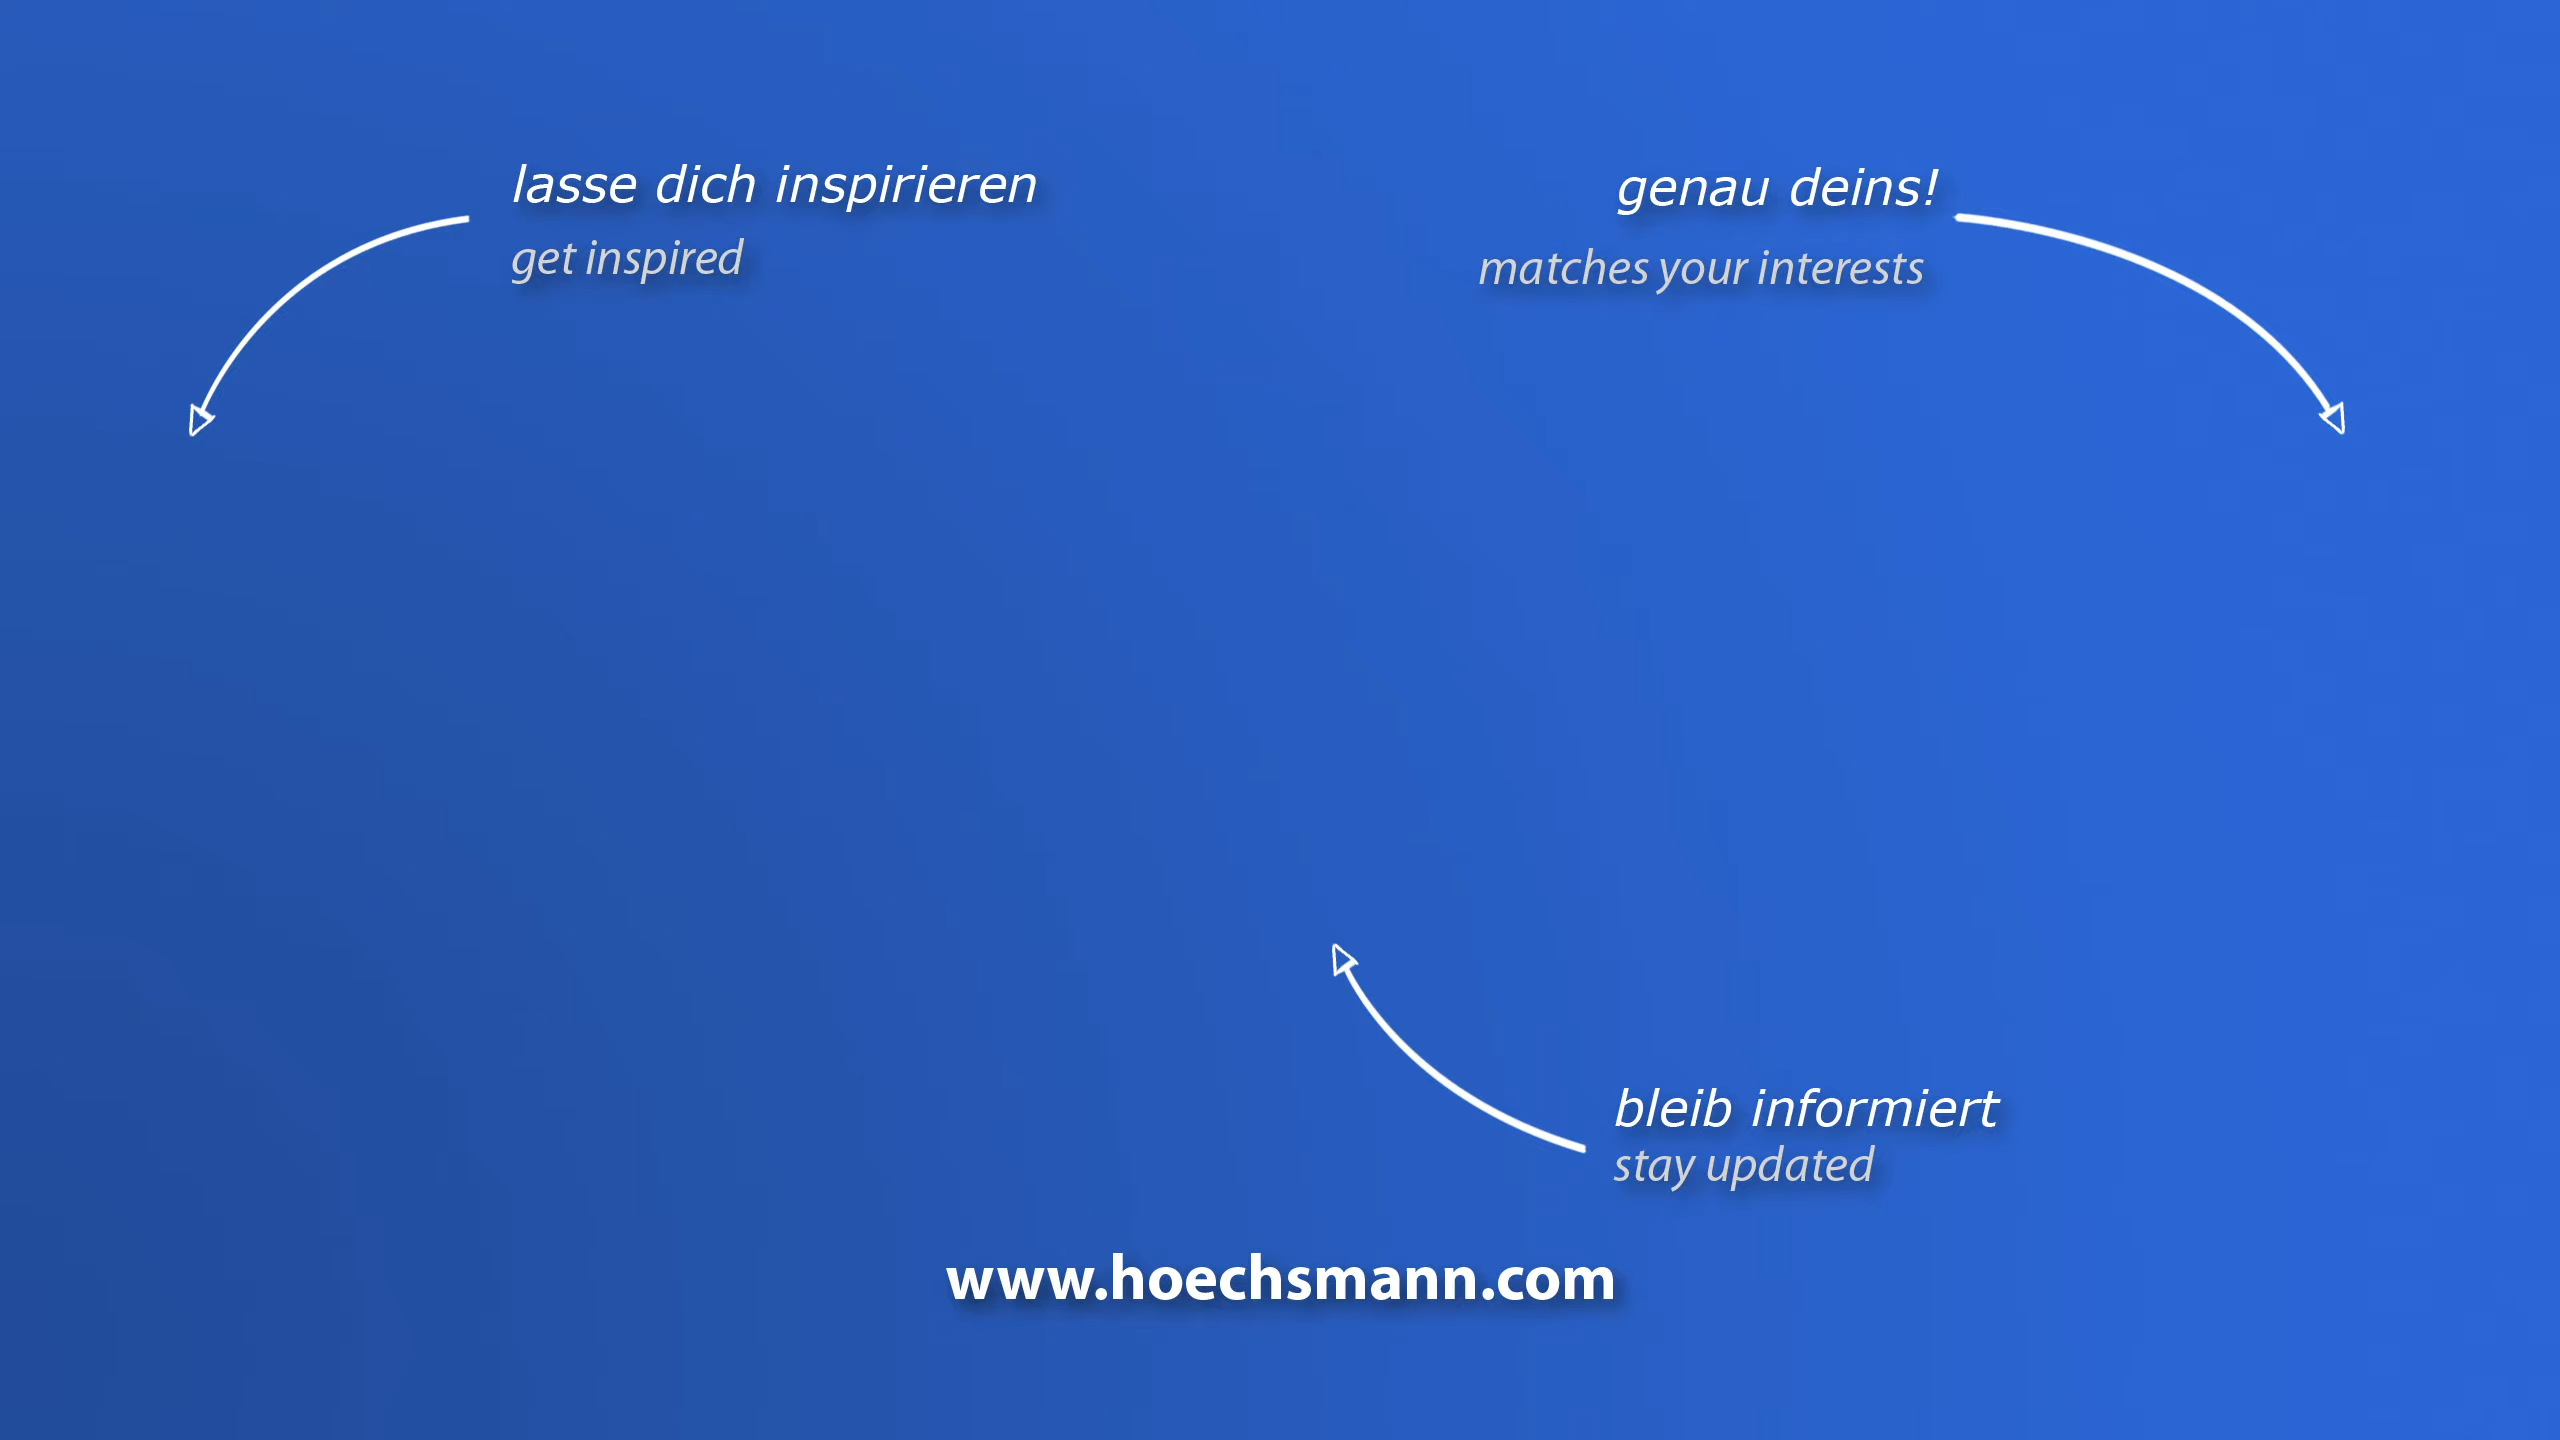 lasse dich inspirieren
get inspired
genau deins!
matches your interests
bleib informiert
stay updated
www.hoechsmann.com